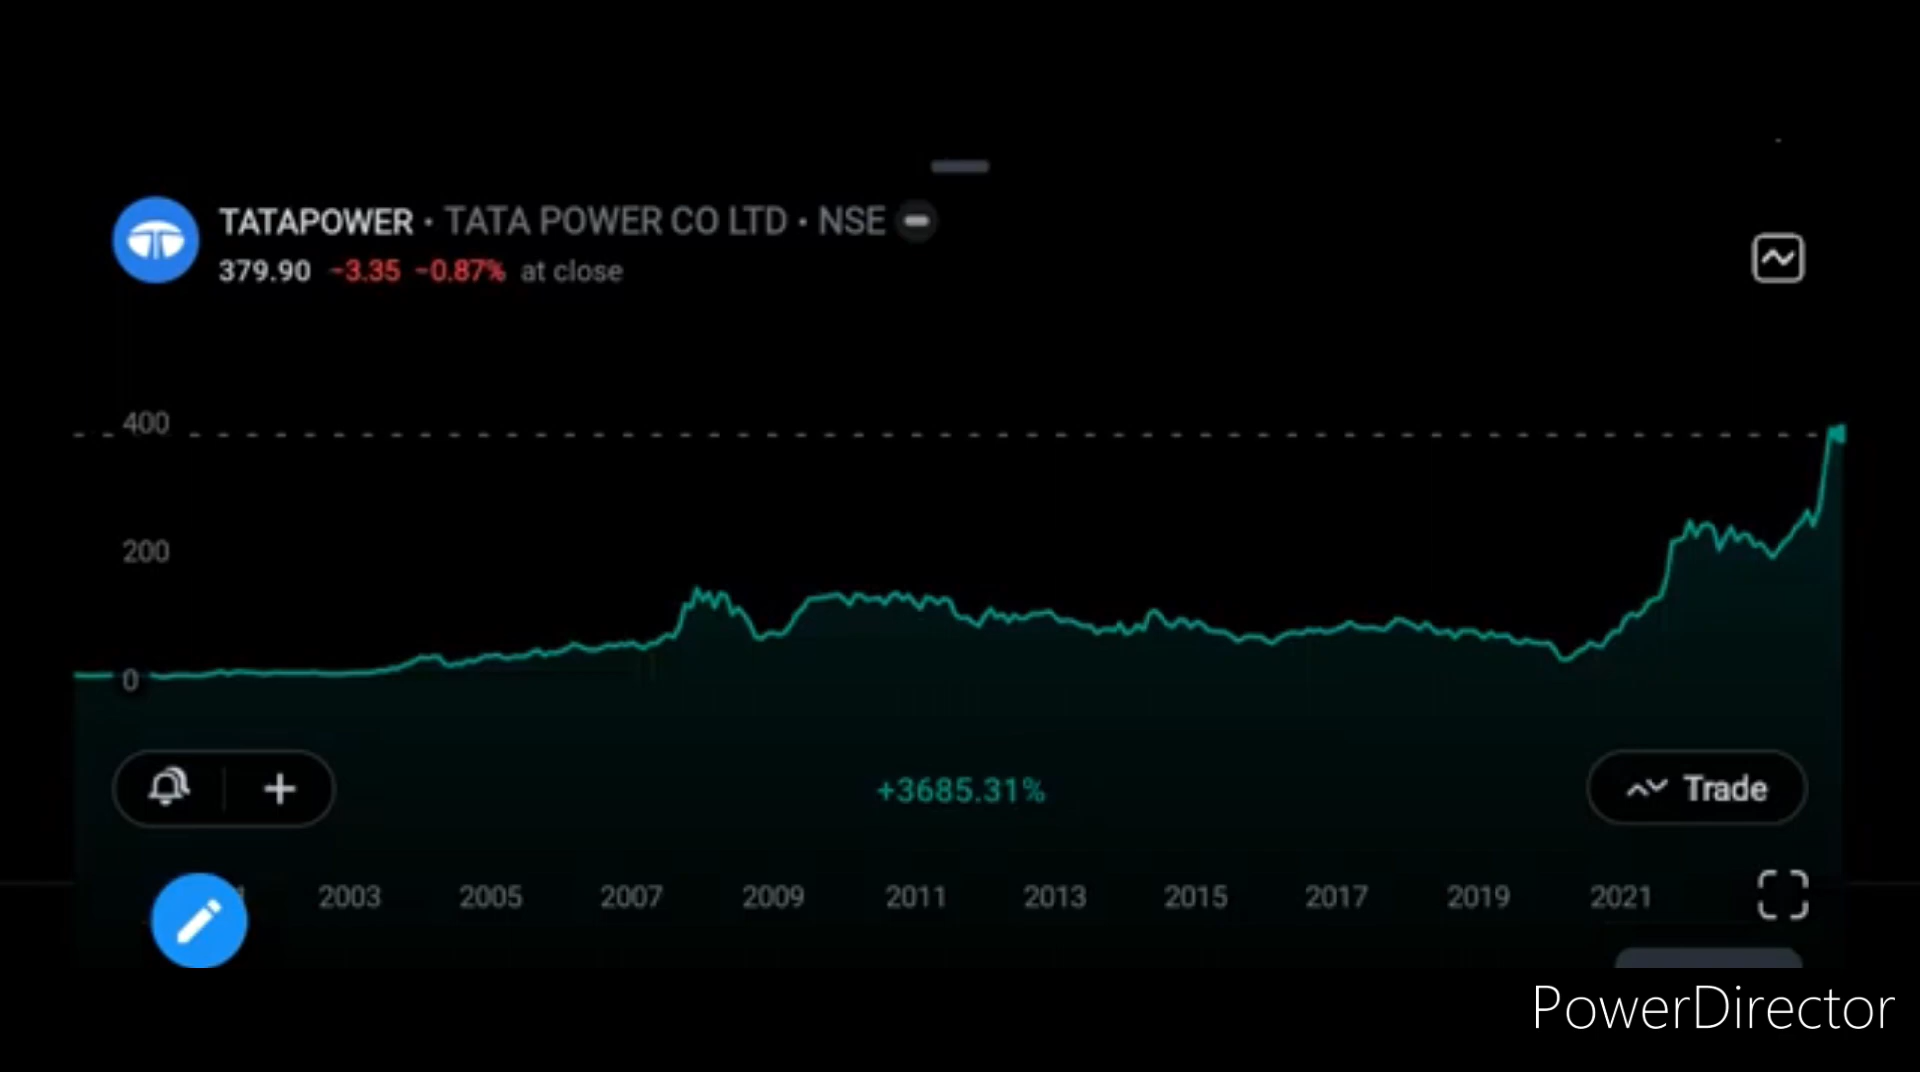 TATAPOWER · TATA POWER CO LTD · NSE
379.90 −3.35 −0.87% at close
400
200
0
+3685.31%
Trade
2003 2005 2007 2009 2011 2013 2015 2017 2019 2021
PowerDirector